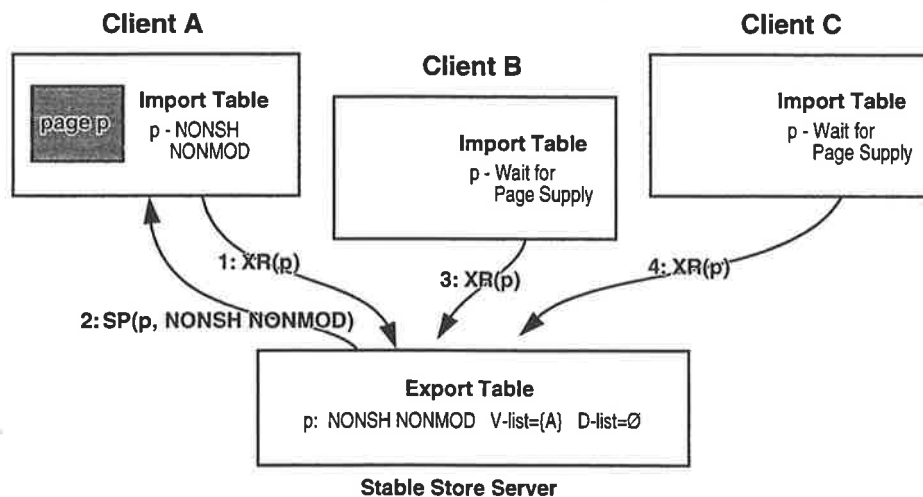 Client A
Client B
Client C
page p
Import Table
p - NONSH
NONMOD
Import Table
p - Wait for
Page Supply
Import Table
p - Wait for
Page Supply
1: XR(p)
3: XR(p)
4: XR(p)
2: SP(p, NONSH NONMOD)
Export Table
p: NONSH NONMOD V-list={A} D-list=Ø
Stable Store Server